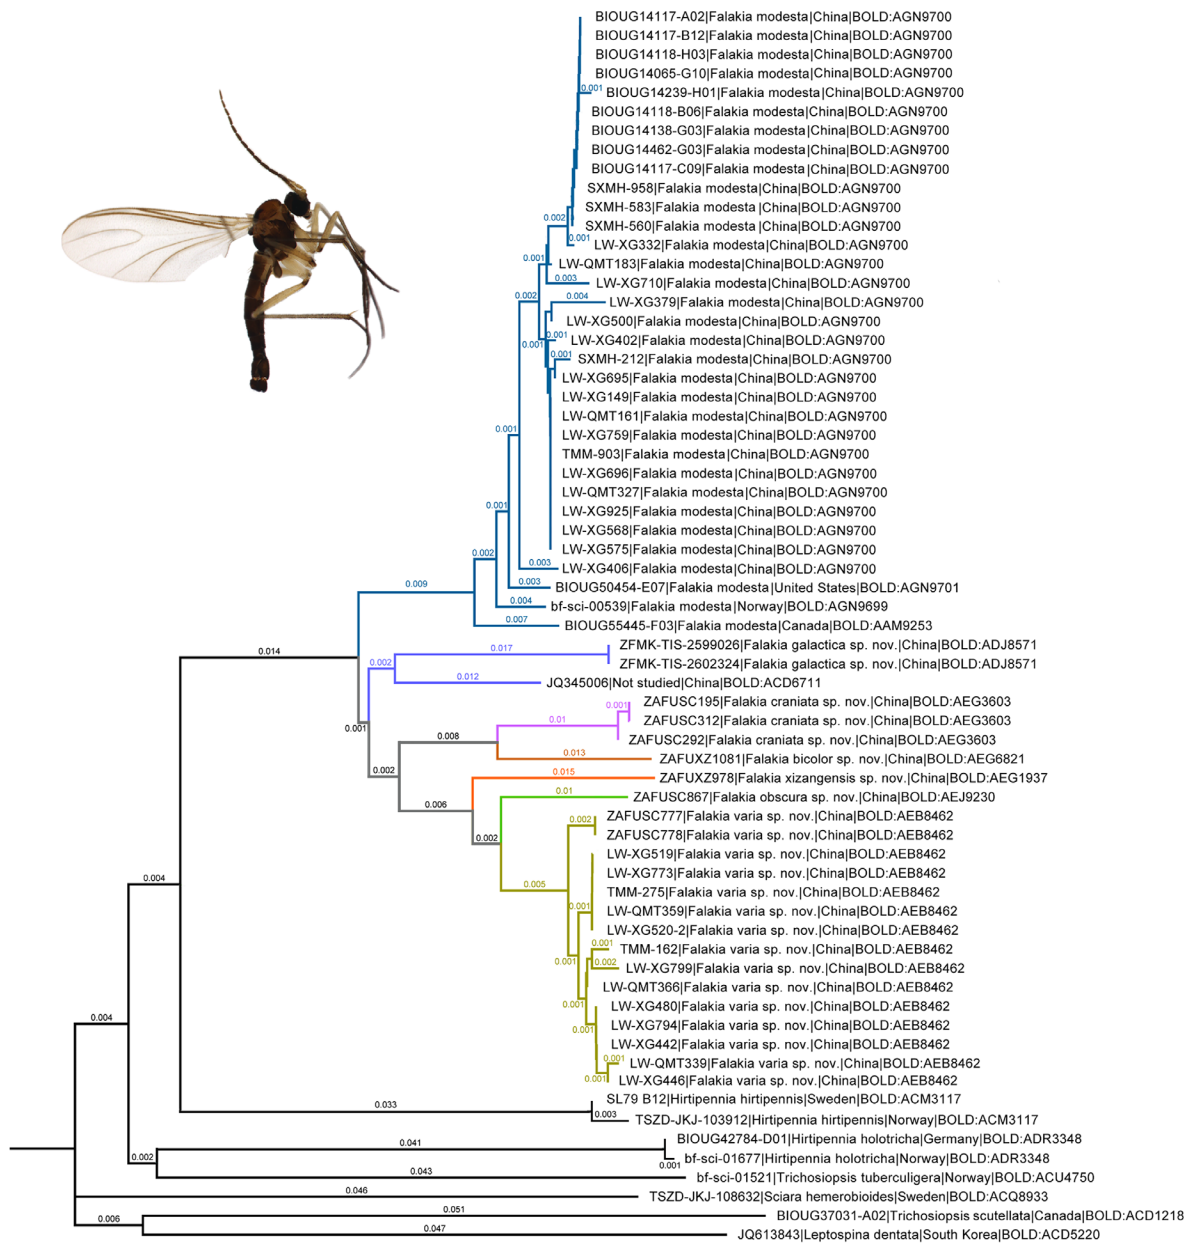 BIOUG14117-A02|Falakia modesta|China|BOLD:AGN9700
BIOUG14117-B12|Falakia modesta|China|BOLD:AGN9700
BIOUG14118-H03|Falakia modesta|China|BOLD:AGN9700
BIOUG14065-G10|Falakia modesta|China|BOLD:AGN9700
0.001 BIOUG14239-H01|Falakia modesta|China|BOLD:AGN9700
BIOUG14118-B06|Falakia modesta|China|BOLD:AGN9700
BIOUG14138-G03|Falakia modesta|China|BOLD:AGN9700
BIOUG14462-G03|Falakia modesta|China|BOLD:AGN9700
BIOUG14117-C09|Falakia modesta|China|BOLD:AGN9700
SXMH-958|Falakia modesta|China|BOLD:AGN9700
SXMH-583|Falakia modesta|China|BOLD:AGN9700
0.002
SXMH-560|Falakia modesta|China|BOLD:AGN9700
0.001
LW-XG332|Falakia modesta|China|BOLD:AGN9700
0.001
LW-QMT183|Falakia modesta|China|BOLD:AGN9700
0.003
LW-XG710|Falakia modesta|China|BOLD:AGN9700
0.002
0.004
LW-XG379|Falakia modesta|China|BOLD:AGN9700
LW-XG500|Falakia modesta|China|BOLD:AGN9700
0.001
LW-XG402|Falakia modesta|China|BOLD:AGN9700
0.001
0.001
SXMH-212|Falakia modesta|China|BOLD:AGN9700
LW-XG695|Falakia modesta|China|BOLD:AGN9700
LW-XG149|Falakia modesta|China|BOLD:AGN9700
LW-QMT161|Falakia modesta|China|BOLD:AGN9700
0.001
LW-XG759|Falakia modesta|China|BOLD:AGN9700
TMM-903|Falakia modesta|China|BOLD:AGN9700
LW-XG696|Falakia modesta|China|BOLD:AGN9700
LW-QMT327|Falakia modesta|China|BOLD:AGN9700
0.001
LW-XG925|Falakia modesta|China|BOLD:AGN9700
LW-XG568|Falakia modesta|China|BOLD:AGN9700
0.002
LW-XG575|Falakia modesta|China|BOLD:AGN9700
0.003
LW-XG406|Falakia modesta|China|BOLD:AGN9700
0.009
0.003
BIOUG50454-E07|Falakia modesta|United States|BOLD:AGN9701
0.004
bf-sci-00539|Falakia modesta|Norway|BOLD:AGN9699
0.007
BIOUG55445-F03|Falakia modesta|Canada|BOLD:AAM9253
0.014
0.017
ZFMK-TIS-2599026|Falakia galactica sp. nov.|China|BOLD:ADJ8571
0.002
ZFMK-TIS-2602324|Falakia galactica sp. nov.|China|BOLD:ADJ8571
0.012
JQ345006|Not studied|China|BOLD:ACD6711
0.001
ZAFUSC195|Falakia craniata sp. nov.|China|BOLD:AEG3603
0.01
ZAFUSC312|Falakia craniata sp. nov.|China|BOLD:AEG3603
0.001
0.008
ZAFUSC292|Falakia craniata sp. nov.|China|BOLD:AEG3603
0.013
ZAFUXZ1081|Falakia bicolor sp. nov.|China|BOLD:AEG6821
0.002
0.015
ZAFUXZ978|Falakia xizangensis sp. nov.|China|BOLD:AEG1937
0.006
0.01
ZAFUSC867|Falakia obscura sp. nov.|China|BOLD:AEJ9230
0.002
ZAFUSC777|Falakia varia sp. nov.|China|BOLD:AEB8462
0.002
ZAFUSC778|Falakia varia sp. nov.|China|BOLD:AEB8462
LW-XG519|Falakia varia sp. nov.|China|BOLD:AEB8462
LW-XG773|Falakia varia sp. nov.|China|BOLD:AEB8462
0.005
TMM-275|Falakia varia sp. nov.|China|BOLD:AEB8462
0.001
LW-QMT359|Falakia varia sp. nov.|China|BOLD:AEB8462
LW-XG520-2|Falakia varia sp. nov.|China|BOLD:AEB8462
0.001
TMM-162|Falakia varia sp. nov.|China|BOLD:AEB8462
0.001
0.002
LW-XG799|Falakia varia sp. nov.|China|BOLD:AEB8462
LW-QMT366|Falakia varia sp. nov.|China|BOLD:AEB8462
0.001
LW-XG480|Falakia varia sp. nov.|China|BOLD:AEB8462
0.001
LW-XG794|Falakia varia sp. nov.|China|BOLD:AEB8462
LW-XG442|Falakia varia sp. nov.|China|BOLD:AEB8462
0.001
LW-QMT339|Falakia varia sp. nov.|China|BOLD:AEB8462
0.001
LW-XG446|Falakia varia sp. nov.|China|BOLD:AEB8462
0.004
0.004
0.033
SL79 B12|Hirtipennia hirtipennis|Sweden|BOLD:ACM3117
0.003
TSZD-JKJ-103912|Hirtipennia hirtipennis|Norway|BOLD:ACM3117
0.041
BIOUG42784-D01|Hirtipennia holotricha|Germany|BOLD:ADR3348
0.002
0.001
bf-sci-01677|Hirtipennia holotricha|Norway|BOLD:ADR3348
0.043
bf-sci-01521|Trichosiopsis tuberculigera|Norway|BOLD:ACU4750
0.046
TSZD-JKJ-108632|Sciara hemerobioides|Sweden|BOLD:ACQ8933
0.006
0.051
BIOUG37031-A02|Trichosiopsis scutellata|Canada|BOLD:ACD1218
0.047
JQ613843|Leptospina dentata|South Korea|BOLD:ACD5220